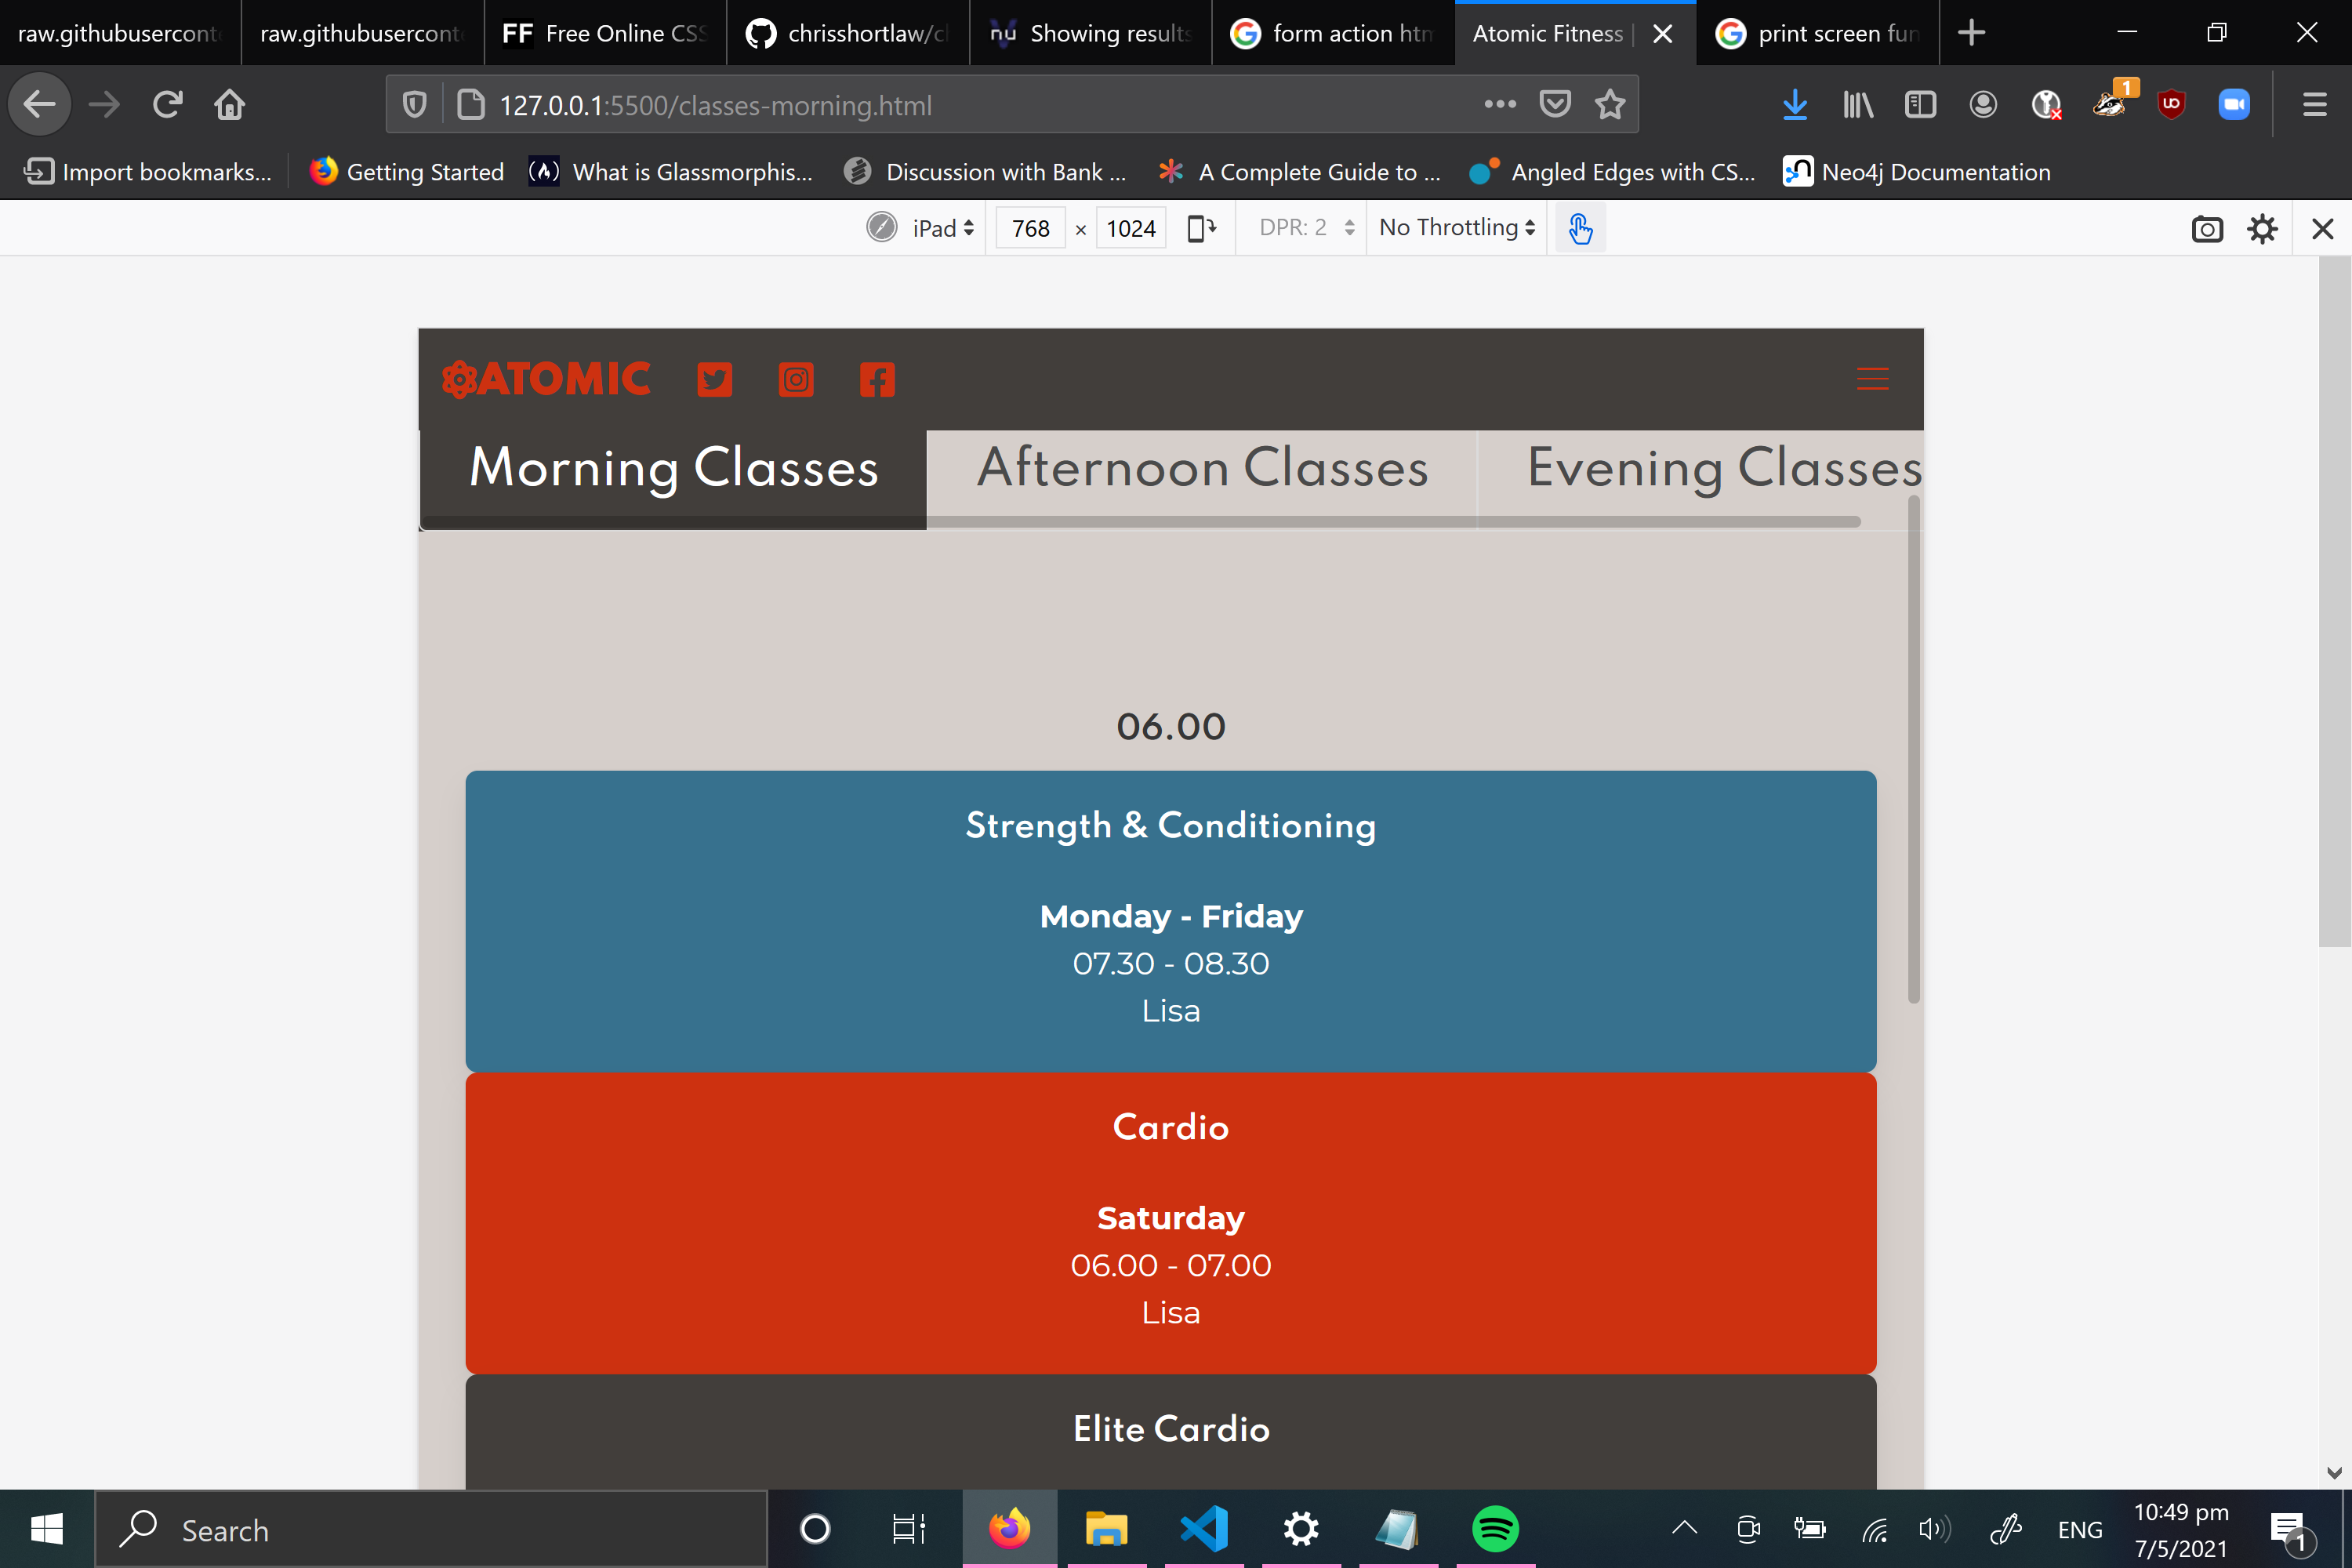 raw.githubuserconte
raw.githubuserconte
FF Free Online CSS
chrisshortlaw/cl
nu Showing results
form action htm
Atomic Fitness |
print screen fun
127.0.0.1:5500/classes-morning.html
1
UO
Import bookmarks...
Getting Started
(A) What is Glassmorphis...
Discussion with Bank ...
A Complete Guide to ...
Angled Edges with CS...
Neo4j Documentation
iPad
768 × 1024
DPR: 2
No Throttling
ATOMIC
Morning Classes
Afternoon Classes
Evening Classes
06.00
Strength & Conditioning
Monday - Friday
07.30 - 08.30
Lisa
Cardio
Saturday
06.00 - 07.00
Lisa
Elite Cardio
Search
ENG
10:49 pm
7/5/2021
1